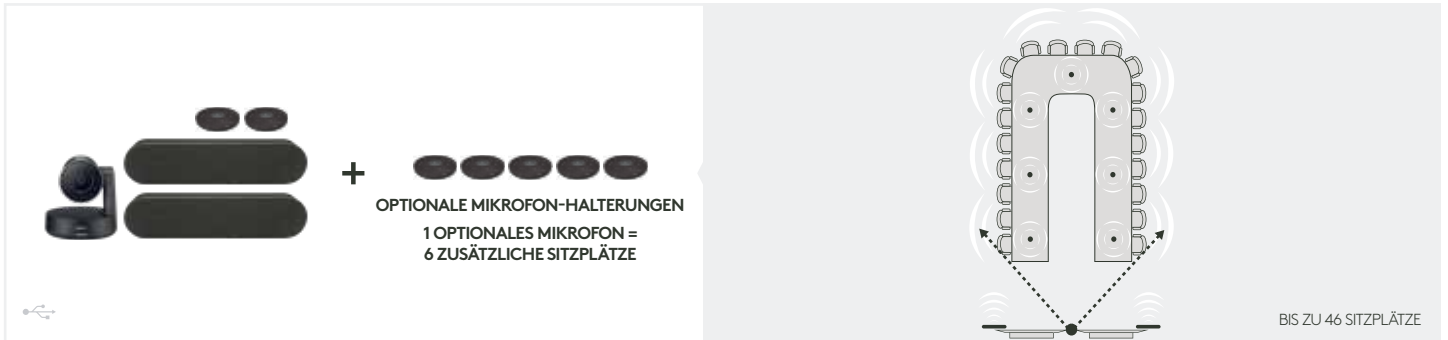 +
OPTIONALE MIKROFON-HALTERUNGEN
1 OPTIONALES MIKROFON =
6 ZUSÄTZLICHE SITZPLÄTZE
BIS ZU 46 SITZPLÄTZE